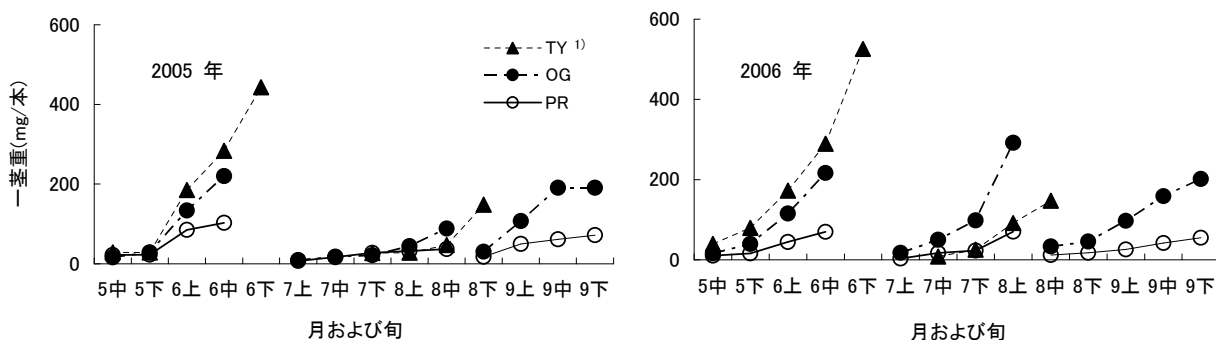 600
400
200
0
一茎重(mg/本)
2005 年
TY 1)
OG
PR
5中 5下 6上 6中 6下 7上 7中 7下 8上 8中 8下 9上 9中 9下
月および旬
600
400
200
0
2006 年
5中 5下 6上 6中 6下 7上 7中 7下 8上 8中 8下 9上 9中 9下
月および旬